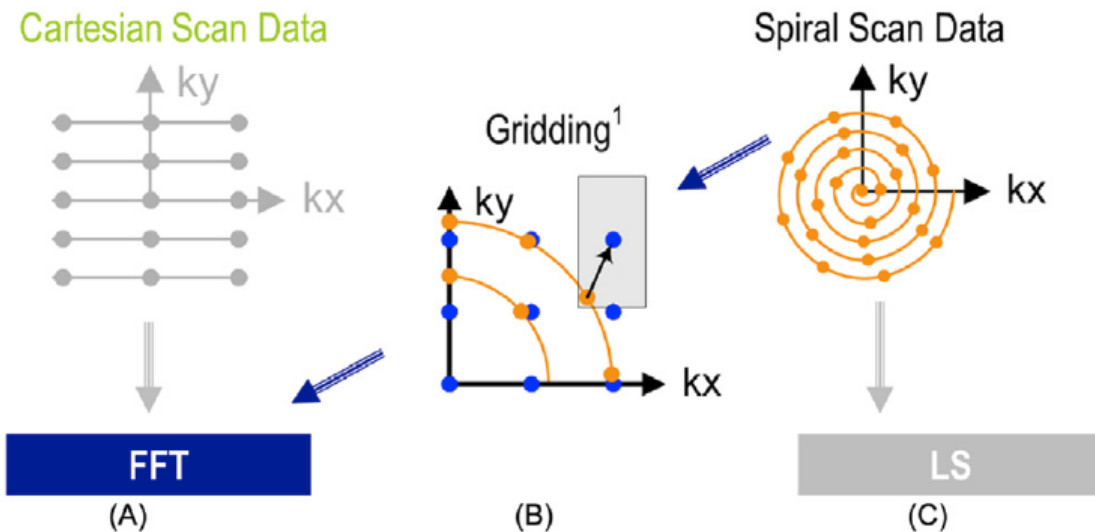 Cartesian Scan Data
ky
kx
FFT
(A)
Gridding¹
ky
kx
(B)
Spiral Scan Data
ky
kx
LS
(C)